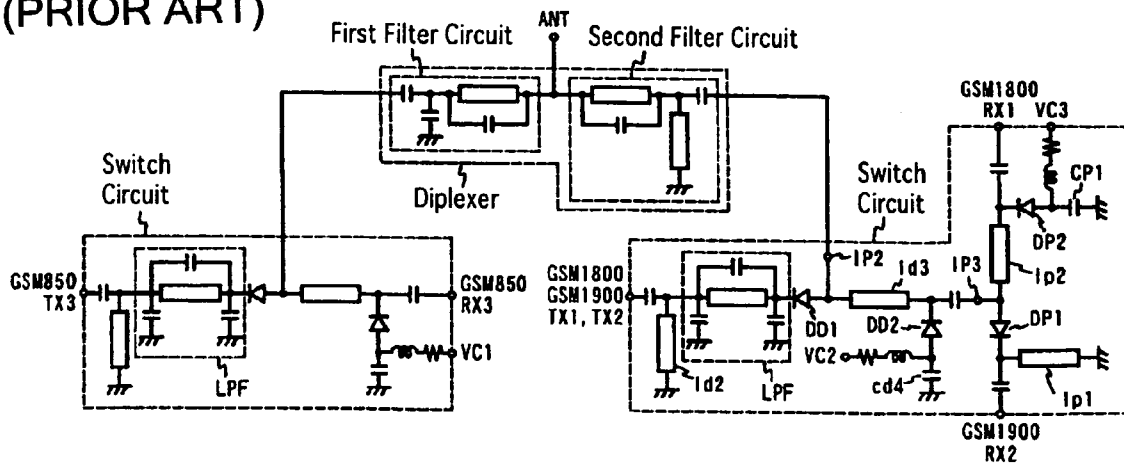 (PRIOR ART)
ANT
First Filter Circuit
Second Filter Circuit
GSM1800
RX1
VC3
Switch
Circuit
Diplexer
Switch
Circuit
CP1
DP2
GSM850
TX3
GSM850
RX3
GSM1800
GSM1900
TX1, TX2
IP2
ld3
IP3
lp2
DD1
DD2
DP1
VC1
VC2
LPF
ld2
LPF
cd4
lp1
GSM1900
RX2